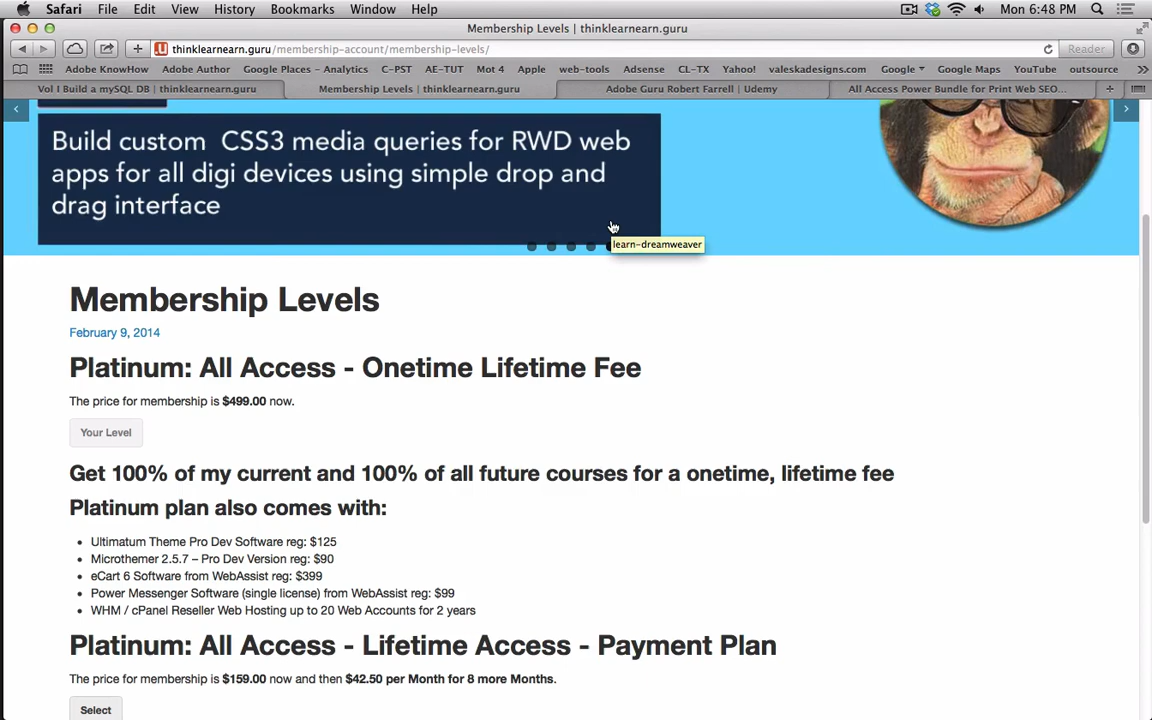 Safari File Edit View History Bookmarks Window Help Mon 6:48 PM
Membership Levels | thinklearnearn.guru
thinklearnearn.guru/membership-account/membership-levels/ Reader
Adobe KnowHow Adobe Author Google Places - Analytics C-PST AE-TUT Mot 4 Apple web-tools Adsense CL-TX Yahoo! valeskadesigns.com Google Google Maps YouTube outsource
Vol I Build a mySQL DB | thinklearnearn.guru Membership Levels | thinklearnearn.guru Adobe Guru Robert Farrell | Udemy All Access Power Bundle for Print Web SEO...
Build custom CSS3 media queries for RWD web
apps for all digi devices using simple drop and
drag interface
learn-dreamweaver
Membership Levels
February 9, 2014
Platinum: All Access - Onetime Lifetime Fee
The price for membership is $499.00 now.
Your Level
Get 100% of my current and 100% of all future courses for a onetime, lifetime fee
Platinum plan also comes with:
• Ultimatum Theme Pro Dev Software reg: $125
• Microthemer 2.5.7 – Pro Dev Version reg: $90
• eCart 6 Software from WebAssist reg: $399
• Power Messenger Software (single license) from WebAssist reg: $99
• WHM / cPanel Reseller Web Hosting up to 20 Web Accounts for 2 years
Platinum: All Access - Lifetime Access - Payment Plan
The price for membership is $159.00 now and then $42.50 per Month for 8 more Months.
Select